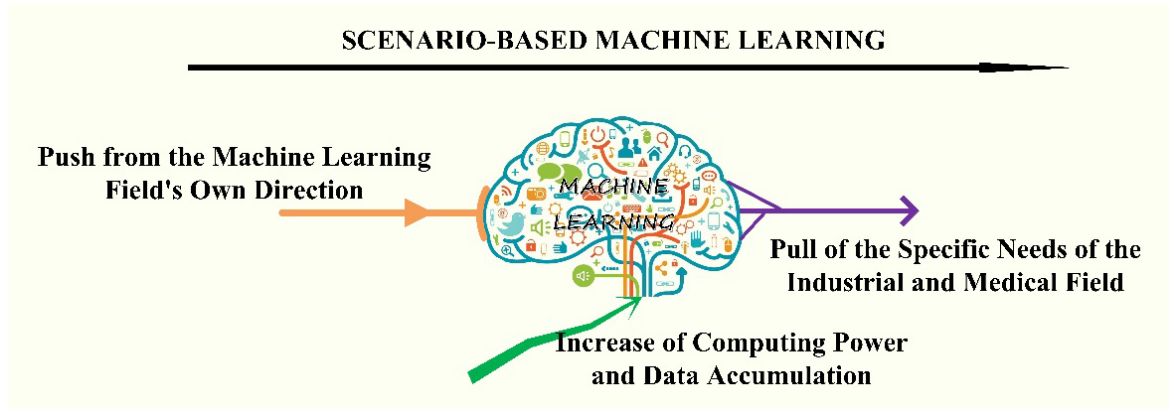 SCENARIO-BASED MACHINE LEARNING
Push from the Machine Learning
Field's Own Direction
MACHINE
LEARNING
Pull of the Specific Needs of the
Industrial and Medical Field
Increase of Computing Power
and Data Accumulation